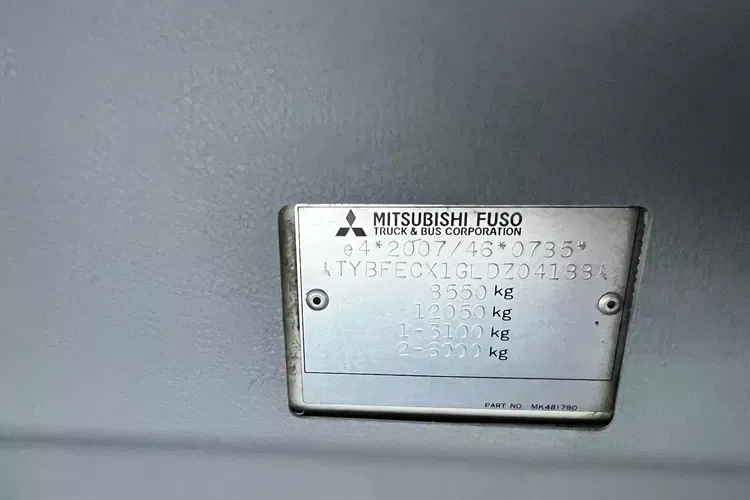 MITSUBISHI FUSO
TRUCK & BUS CORPORATION
e4*2007/46*0735*
TYBFECX1GLDZ04188
8550 kg
12050 kg
1-3100 kg
2-6000 kg
PART NO. MK481790